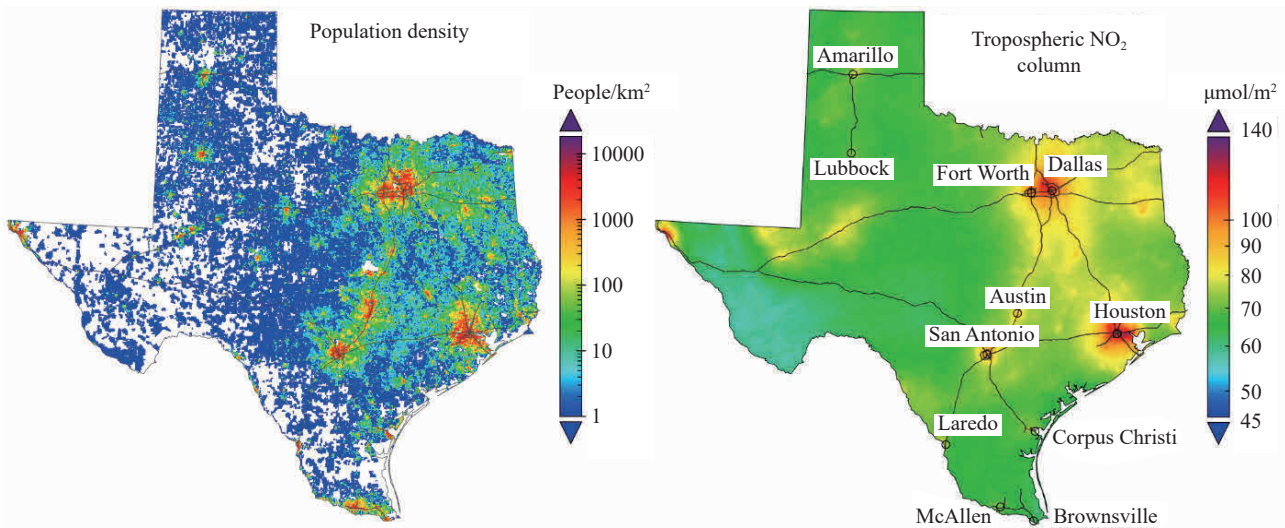 Population density
People/km²
10000
1000
100
10
1
Tropospheric NO₂
column
μmol/m²
140
100
90
80
70
60
50
45
Amarillo
Lubbock
Fort Worth
Dallas
Austin
Houston
San Antonio
Laredo
Corpus Christi
McAllen
Brownsville